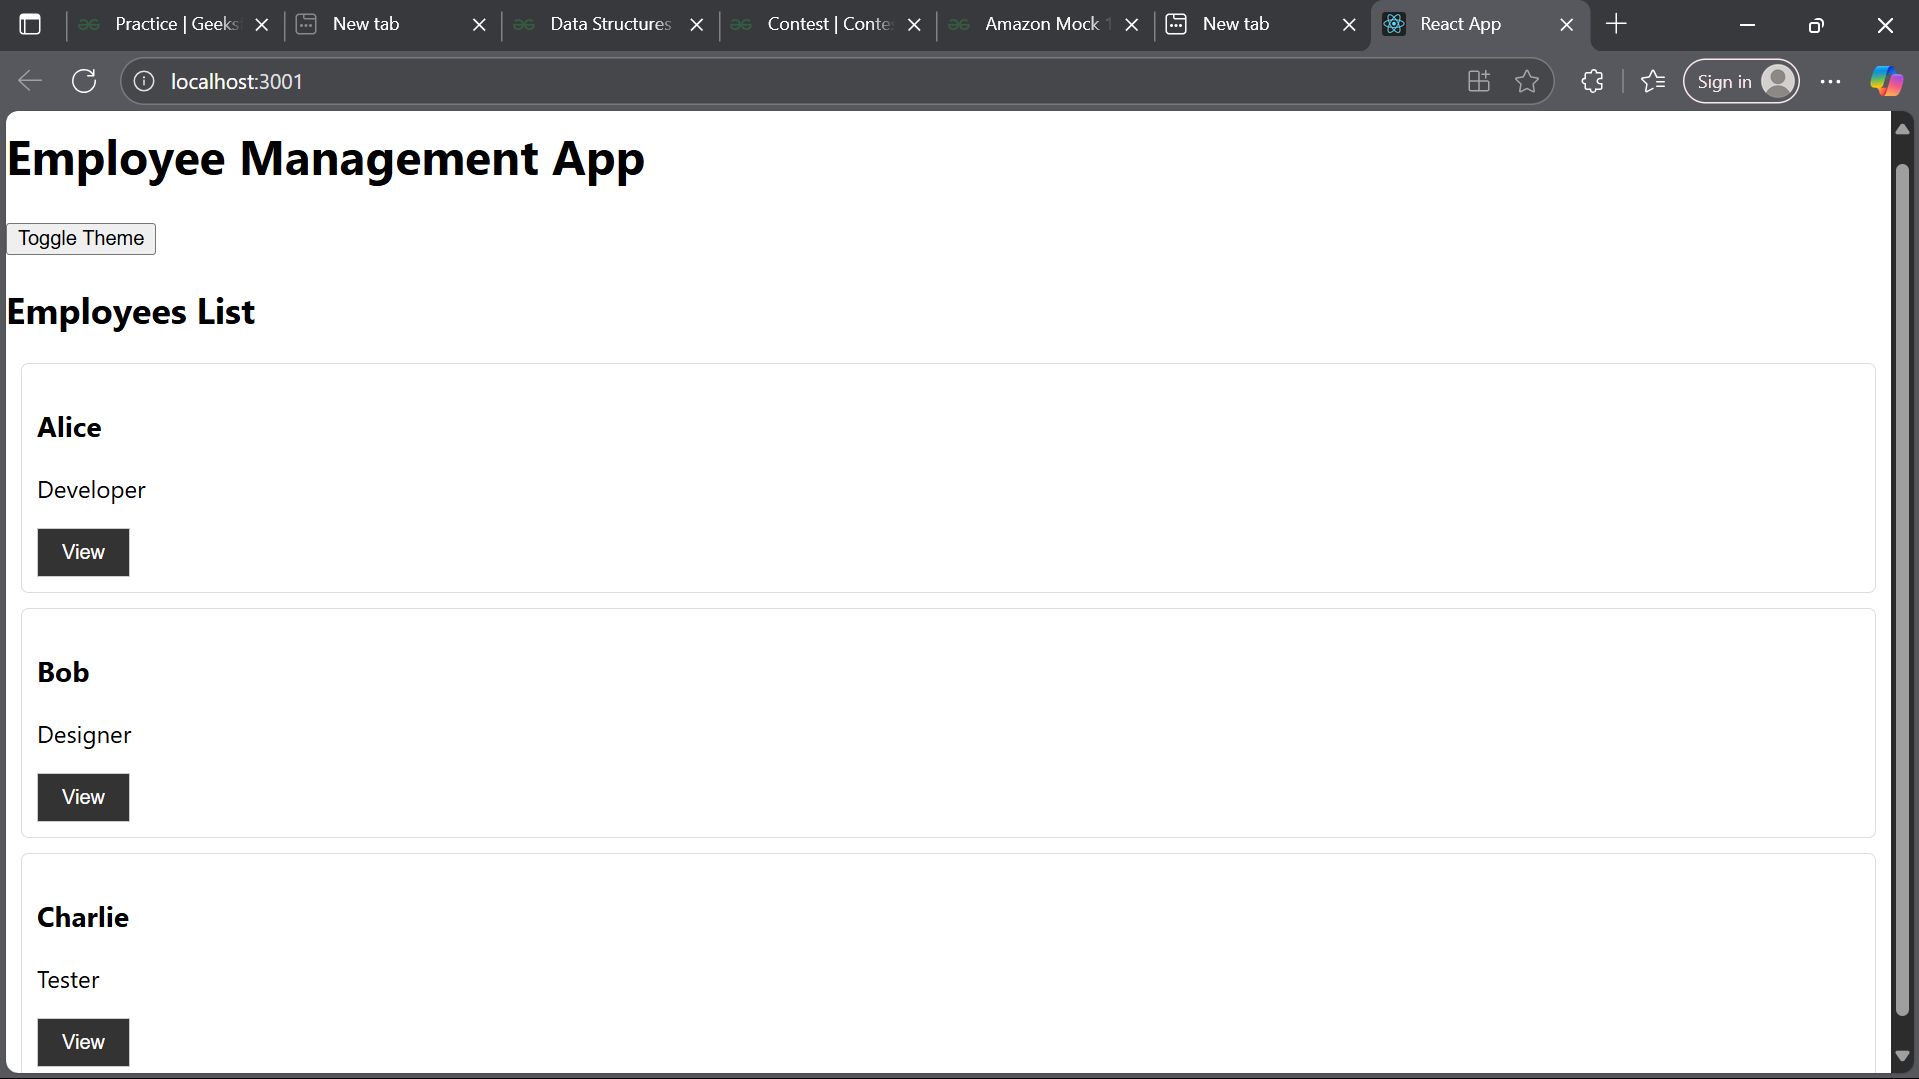 Practice | Geeks
New tab
Data Structures
Contest | Conte
Amazon Mock 1
New tab
React App
localhost:3001
Sign in
Employee Management App
Toggle Theme
Employees List
Alice
Developer
View
Bob
Designer
View
Charlie
Tester
View